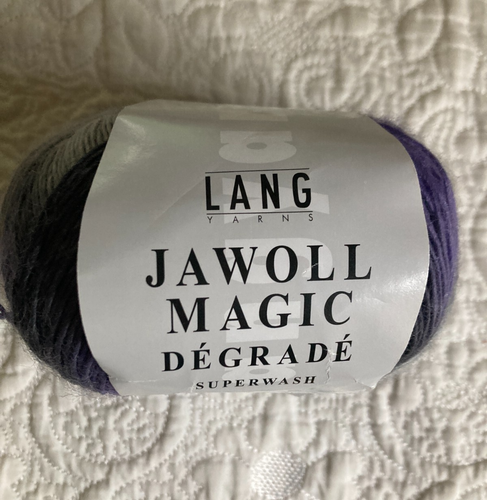 LANG
YARNS
JAWOLL
MAGIC
DÉGRADÉ
SUPERWASH